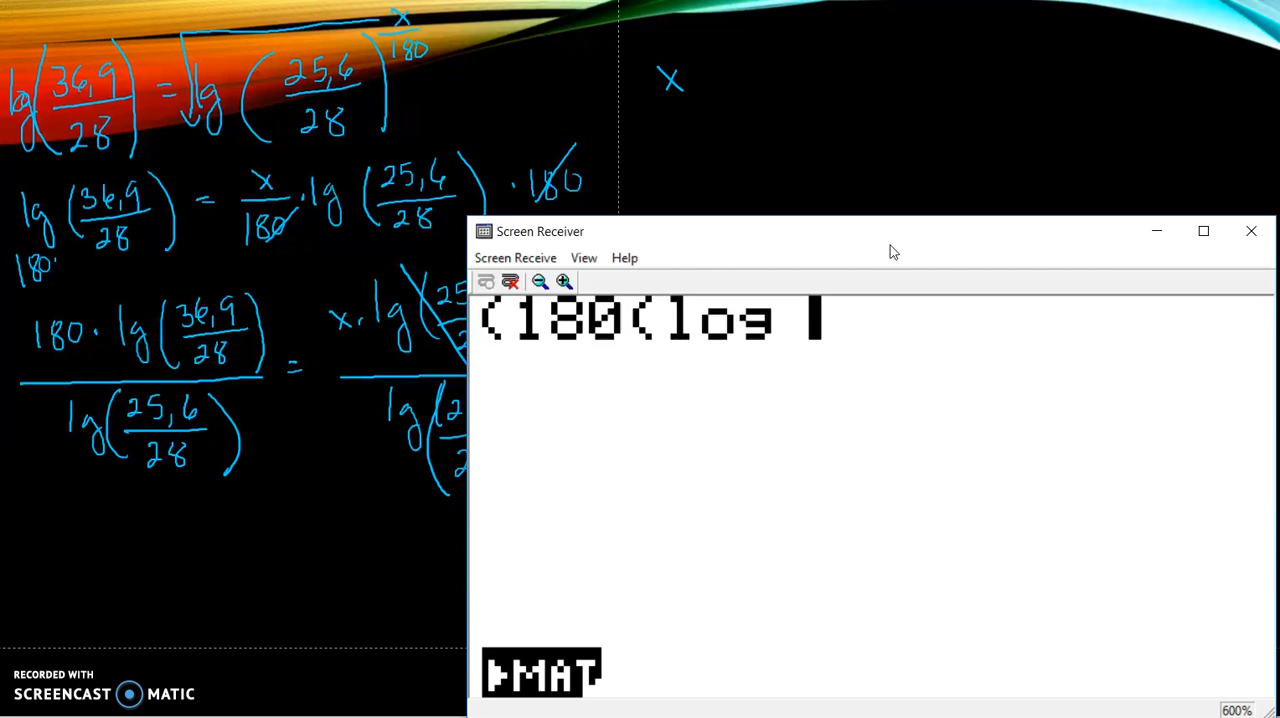 lg(36,9/28) = lg(25,6/28)^x/180
x
lg(36,9/28) = x/180 · lg(25,6/28) · 180
180·
180 · lg(36,9/28) / lg(25,6/28) = x · lg(25 / lg(2
Screen Receiver
Screen Receive View Help
(180(log
▶MAT
600%
RECORDED WITH
SCREENCAST MATIC